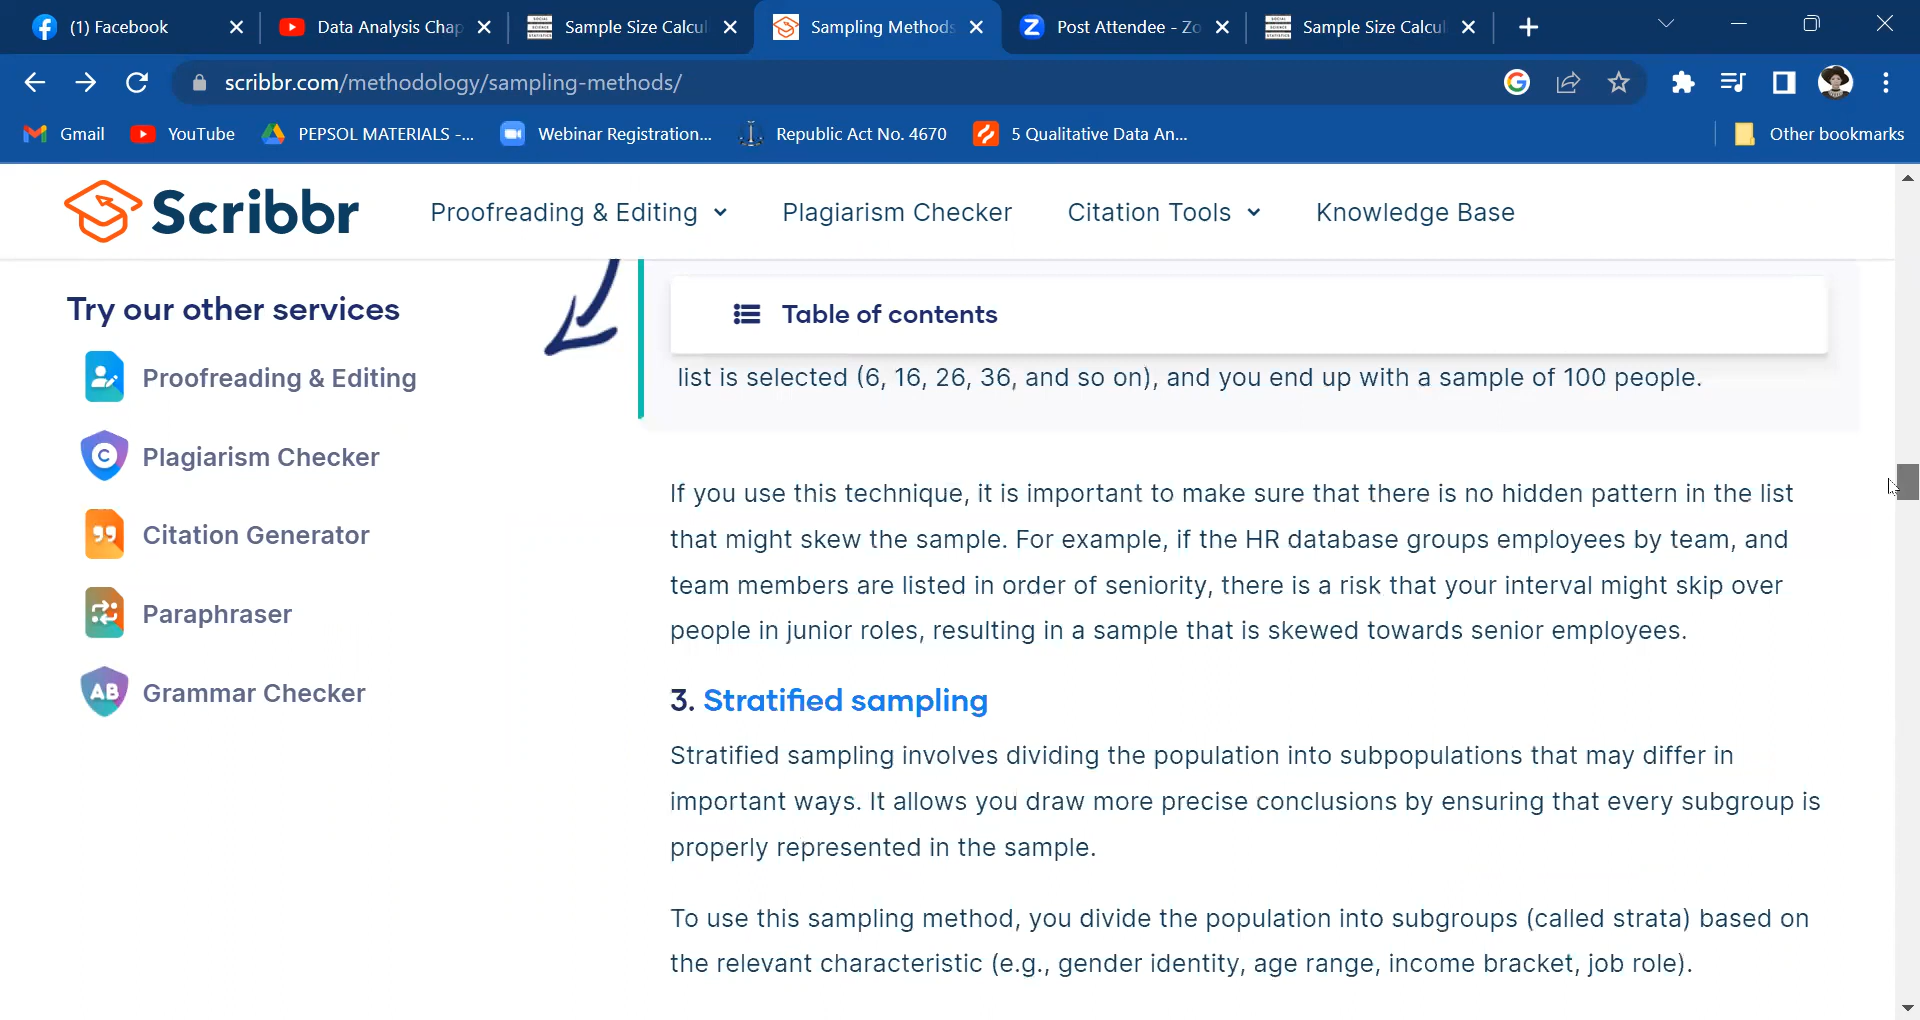 (1) Facebook
Data Analysis Chap
Sample Size Calcul
Sampling Methods
Post Attendee - Zo
Sample Size Calcul
scribbr.com/methodology/sampling-methods/
Gmail
YouTube
PEPSOL MATERIALS -...
Webinar Registration...
Republic Act No. 4670
5 Qualitative Data An...
Other bookmarks
Scribbr
Proofreading & Editing
Plagiarism Checker
Citation Tools
Knowledge Base
Try our other services
Proofreading & Editing
Plagiarism Checker
Citation Generator
Paraphraser
Grammar Checker
Table of contents
list is selected (6, 16, 26, 36, and so on), and you end up with a sample of 100 people.
If you use this technique, it is important to make sure that there is no hidden pattern in the list
that might skew the sample. For example, if the HR database groups employees by team, and
team members are listed in order of seniority, there is a risk that your interval might skip over
people in junior roles, resulting in a sample that is skewed towards senior employees.
3. Stratified sampling
Stratified sampling involves dividing the population into subpopulations that may differ in
important ways. It allows you draw more precise conclusions by ensuring that every subgroup is
properly represented in the sample.
To use this sampling method, you divide the population into subgroups (called strata) based on
the relevant characteristic (e.g., gender identity, age range, income bracket, job role).